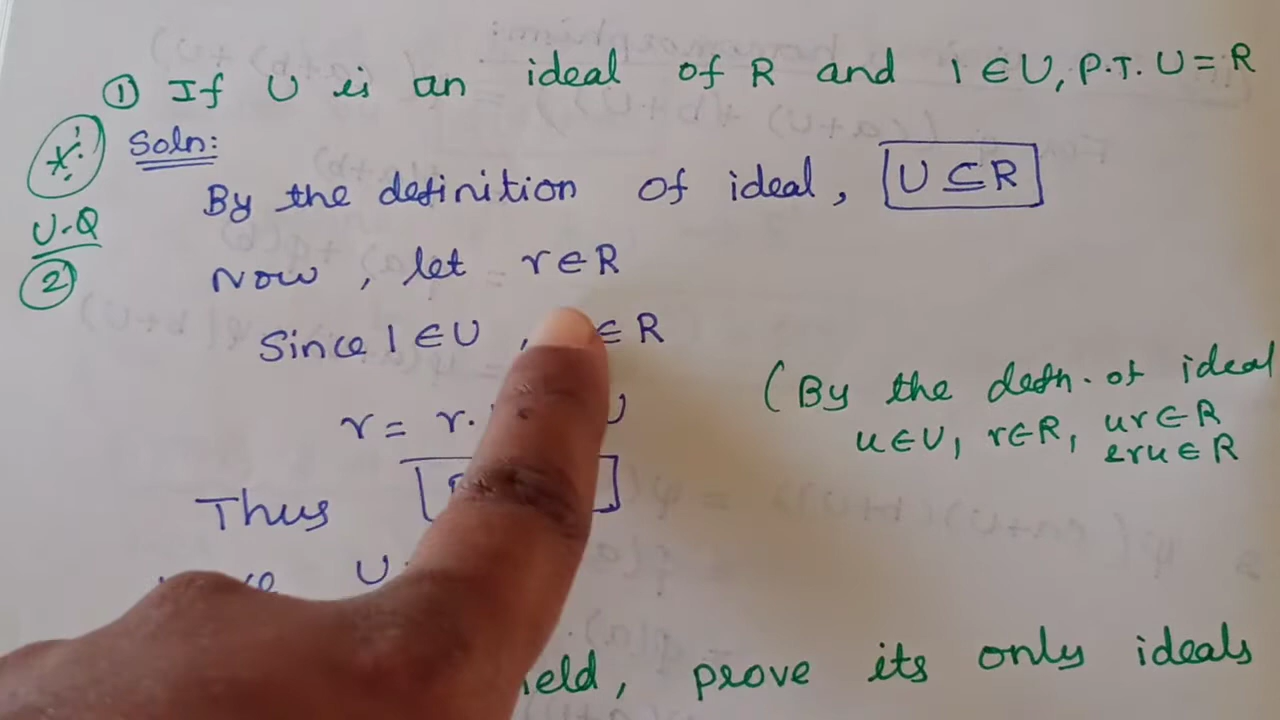 ① If U is an ideal of R and 1 ∈ U, P.T. U = R
Soln:
By the definition of ideal, U ⊆ R
U-Q
②
Now, let r ∈ R
Since 1 ∈ U, ∈ R
r = r.
(By the defn. of ideal
u ∈ U, r ∈ R, ur ∈ R
& ru ∈ R
Thus
U
prove its only ideals